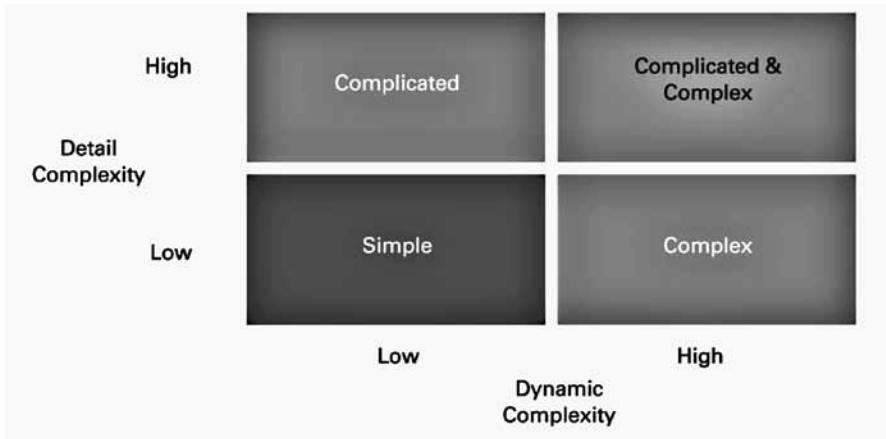 High
Complicated
Complicated &
Complex
Detail
Complexity
Low
Simple
Complex
Low
High
Dynamic
Complexity